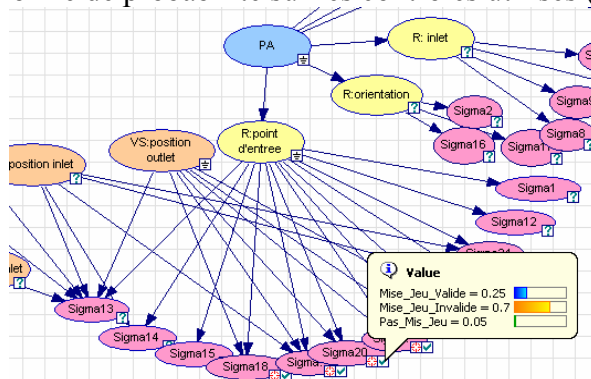 PA
R: inlet
R:orientation
Sigma2
Sigma9
Sigma8
Sigma16
VS:position
outlet
R:point
d'entree
position inlet
Sigma1
Sigma12
Sigma13
Sigma14
Sigma15
Sigma18
Sigma20
Value
Mise_Jeu_Valide = 0.25
Mise_Jeu_Invalide = 0.7
Pas_Mis_Jeu = 0.05